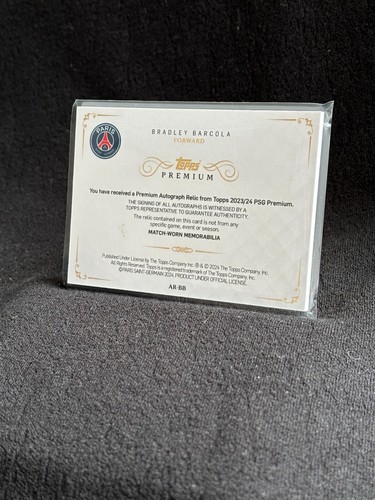 PARIS
BRADLEY BARCOLA
FORWARD
TOPPS
PREMIUM
You have received a Premium Autograph Relic from Topps 2023/24 PSG Premium.
THE SIGNING OF ALL AUTOGRAPHS IS WITNESSED BY A
TOPPS REPRESENTATIVE TO GUARANTEE AUTHENTICITY.
The relic contained on this card is not from any
specific game, event or season.
MATCH-WORN MEMORABILIA
Published Under License by The Topps Company Inc. ® & © 2024 The Topps Company, Inc.
All Rights Reserved. Topps is a registered trademark of The Topps Company, Inc.
©PARIS SAINT-GERMAIN 2024, PRODUCT UNDER OFFICIAL LICENSE.
AR-BB